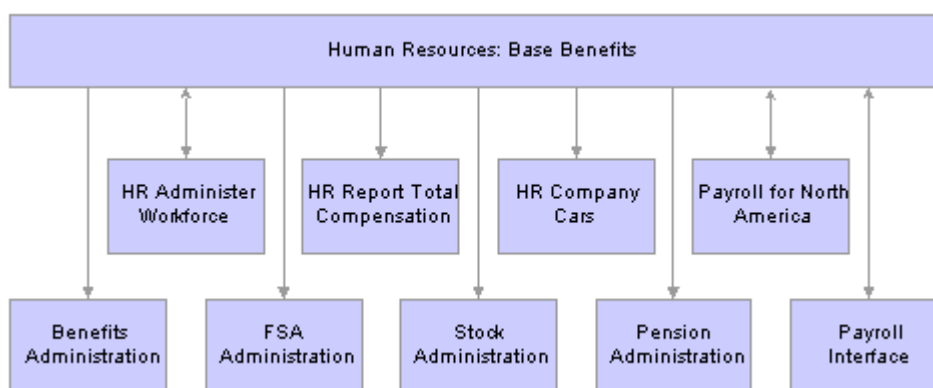 Human Resources: Base Benefits
HR Administer
Workforce
HR Report Total
Compensation
HR Company
Cars
Payroll for North
America
Benefits
Administration
FSA
Administration
Stock
Administration
Pension
Administration
Payroll
Interface